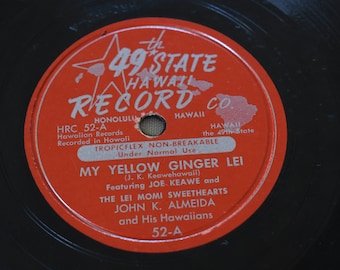 49th STATE
HAWAII
RECORD CO.
HONOLULU HAWAII
HRC 52-A
Hawaiian Records
Recorded in Hawaii
HAWAII
the 49th State
TROPICFLEX NON-BREAKABLE
Under Normal Use
MY YELLOW GINGER LEI
(J. K. Keawehawaii)
Featuring JOE KEAWE and
THE LEI MOMI SWEETHEARTS
JOHN K. ALMEIDA
and His Hawaiians
52-A